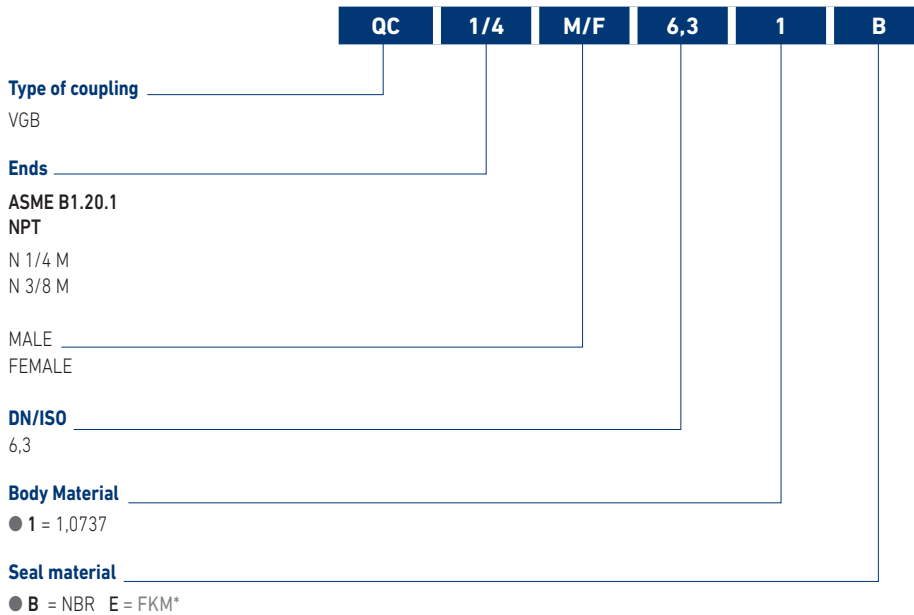 QC 1/4 M/F 6,3 1 B
Type of coupling
VGB
Ends
ASME B1.20.1
NPT
N 1/4 M
N 3/8 M
MALE
FEMALE
DN/ISO
6,3
Body Material
● 1 = 1,0737
Seal material
● B = NBR E = FKM*